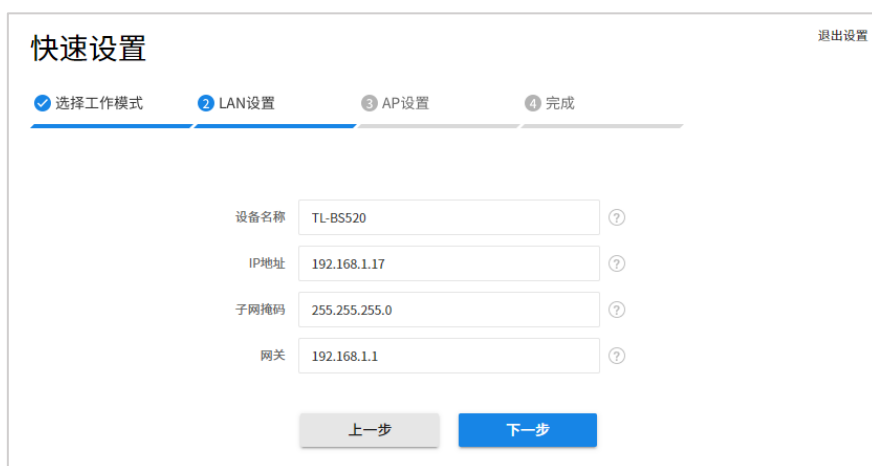 快速设置
退出设置
选择工作模式
2 LAN设置
3 AP设置
4 完成
设备名称 TL-BS520 ?
IP地址 192.168.1.17 ?
子网掩码 255.255.255.0 ?
网关 192.168.1.1 ?
上一步 下一步